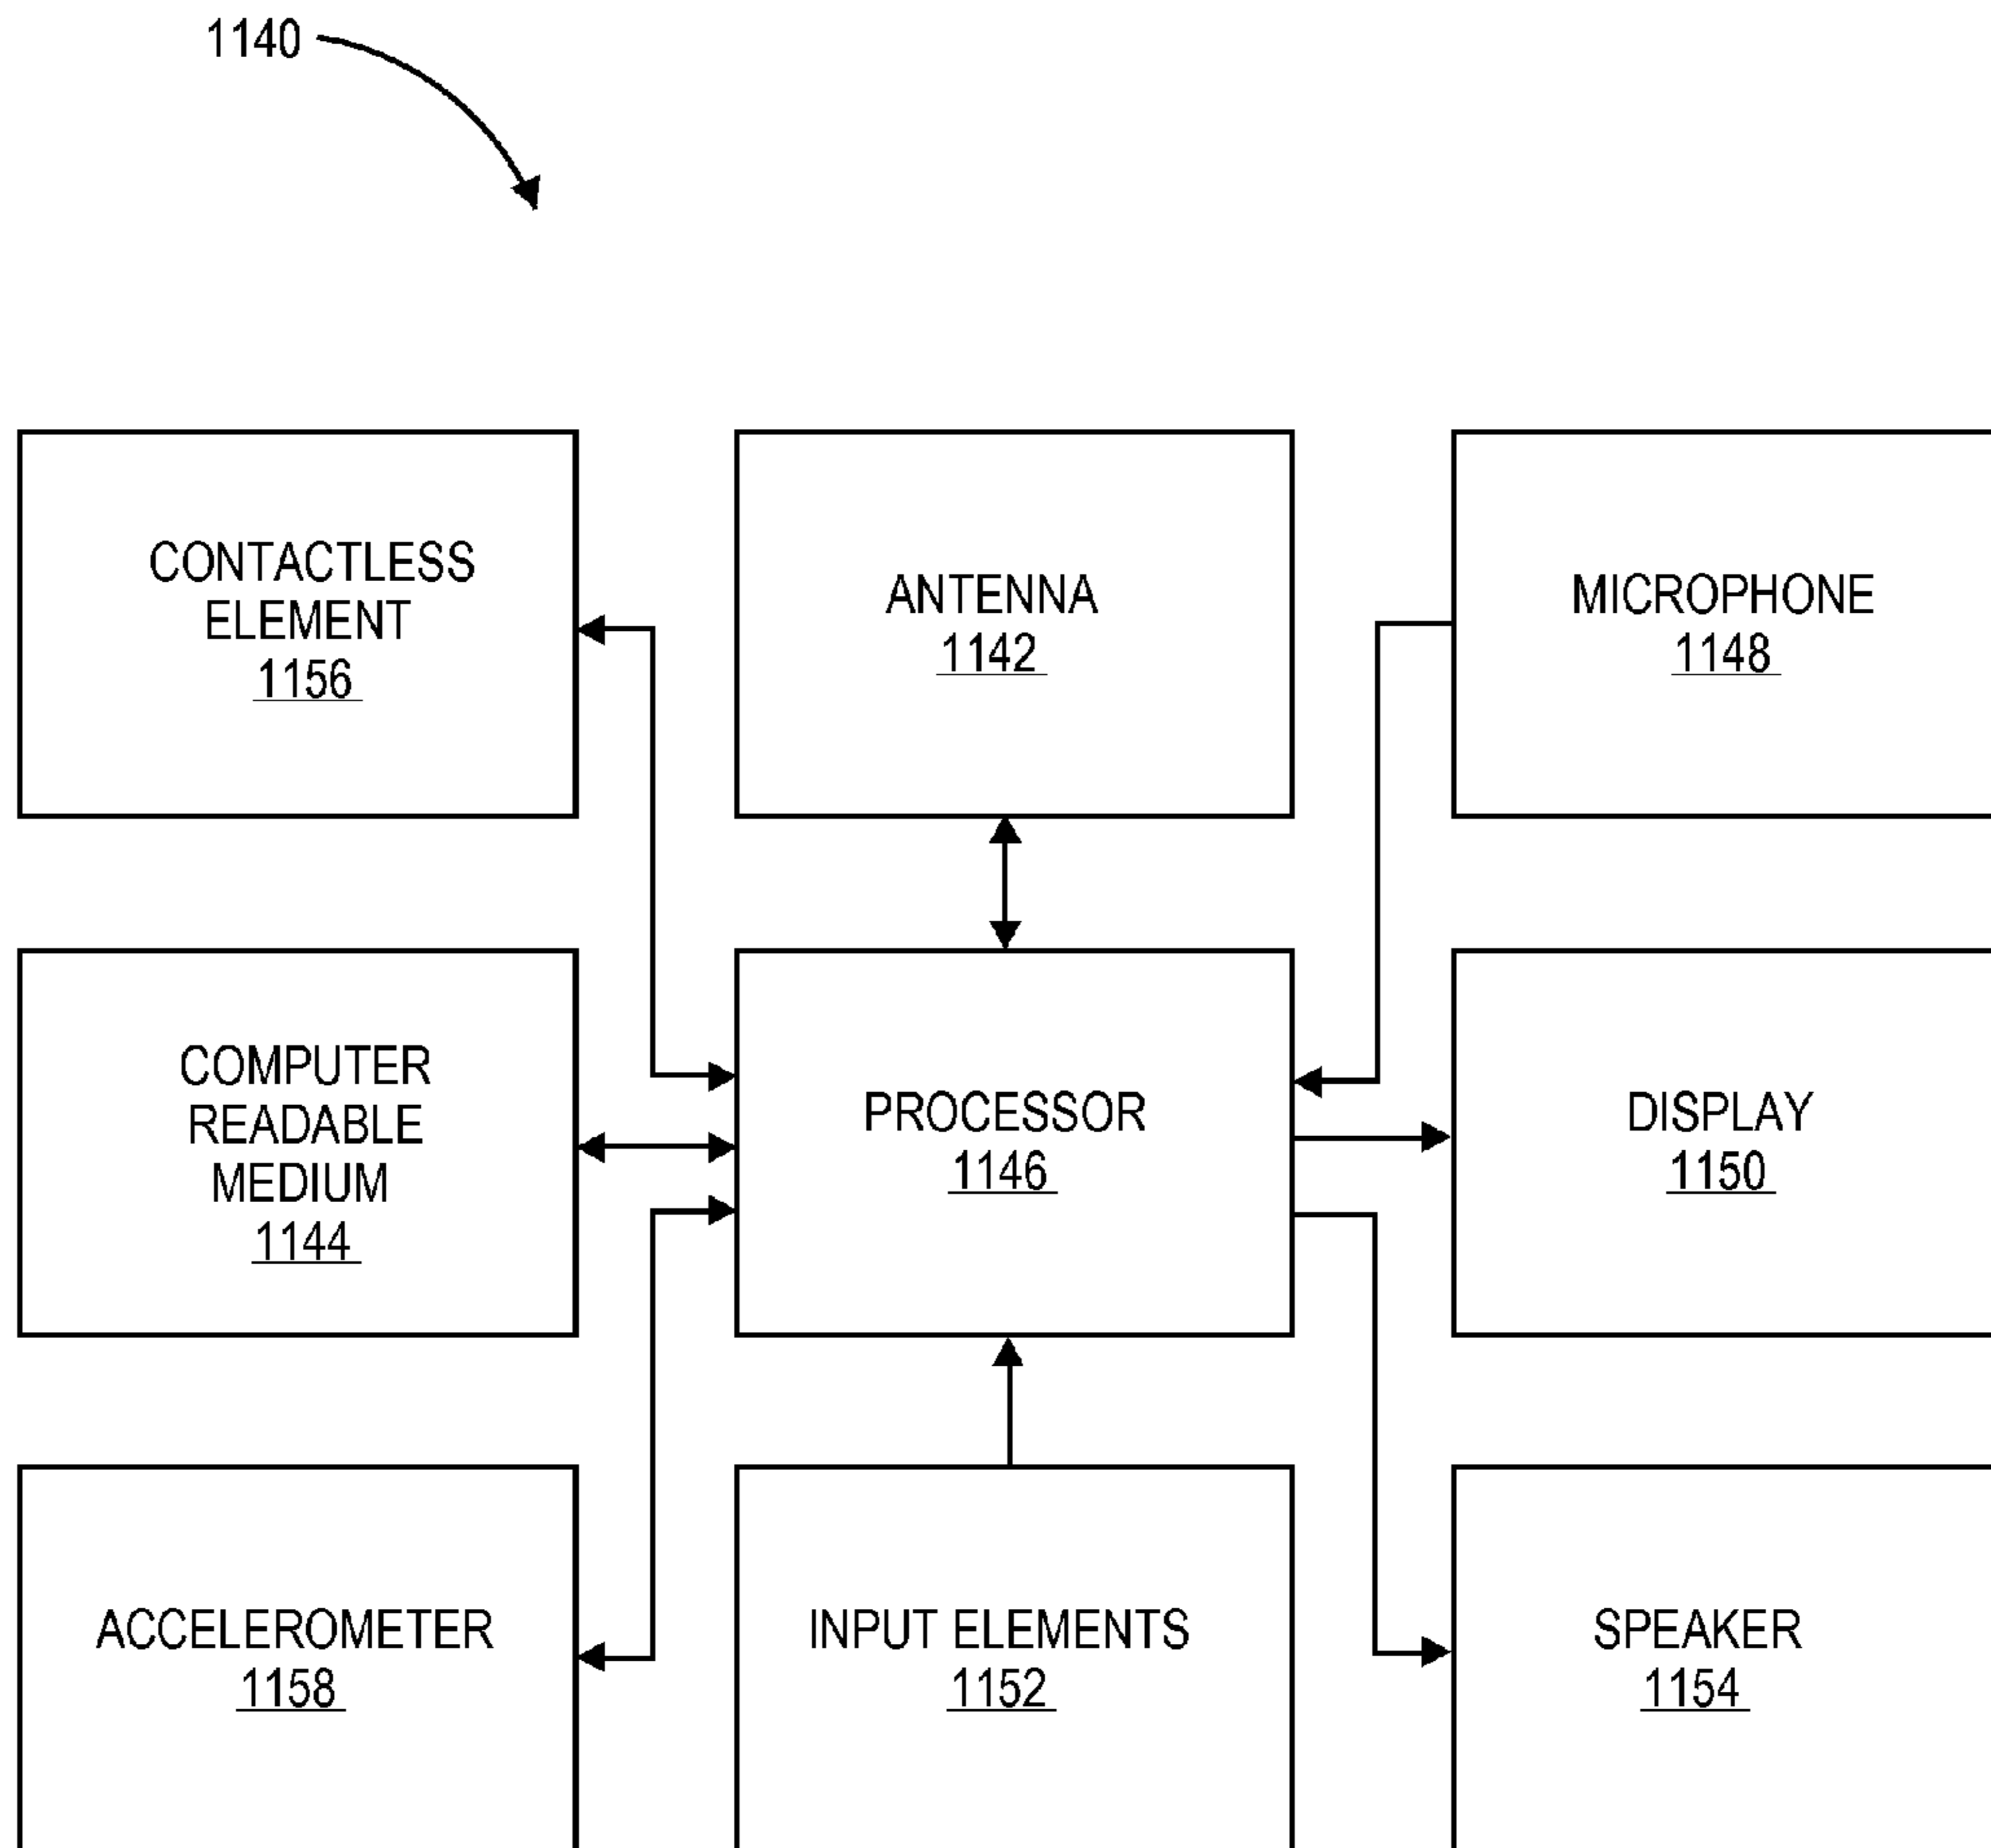 1140
CONTACTLESS
ELEMENT
1156
ANTENNA
1142
MICROPHONE
1148
COMPUTER
READABLE
MEDIUM
1144
PROCESSOR
1146
DISPLAY
1150
ACCELEROMETER
1158
INPUT ELEMENTS
1152
SPEAKER
1154